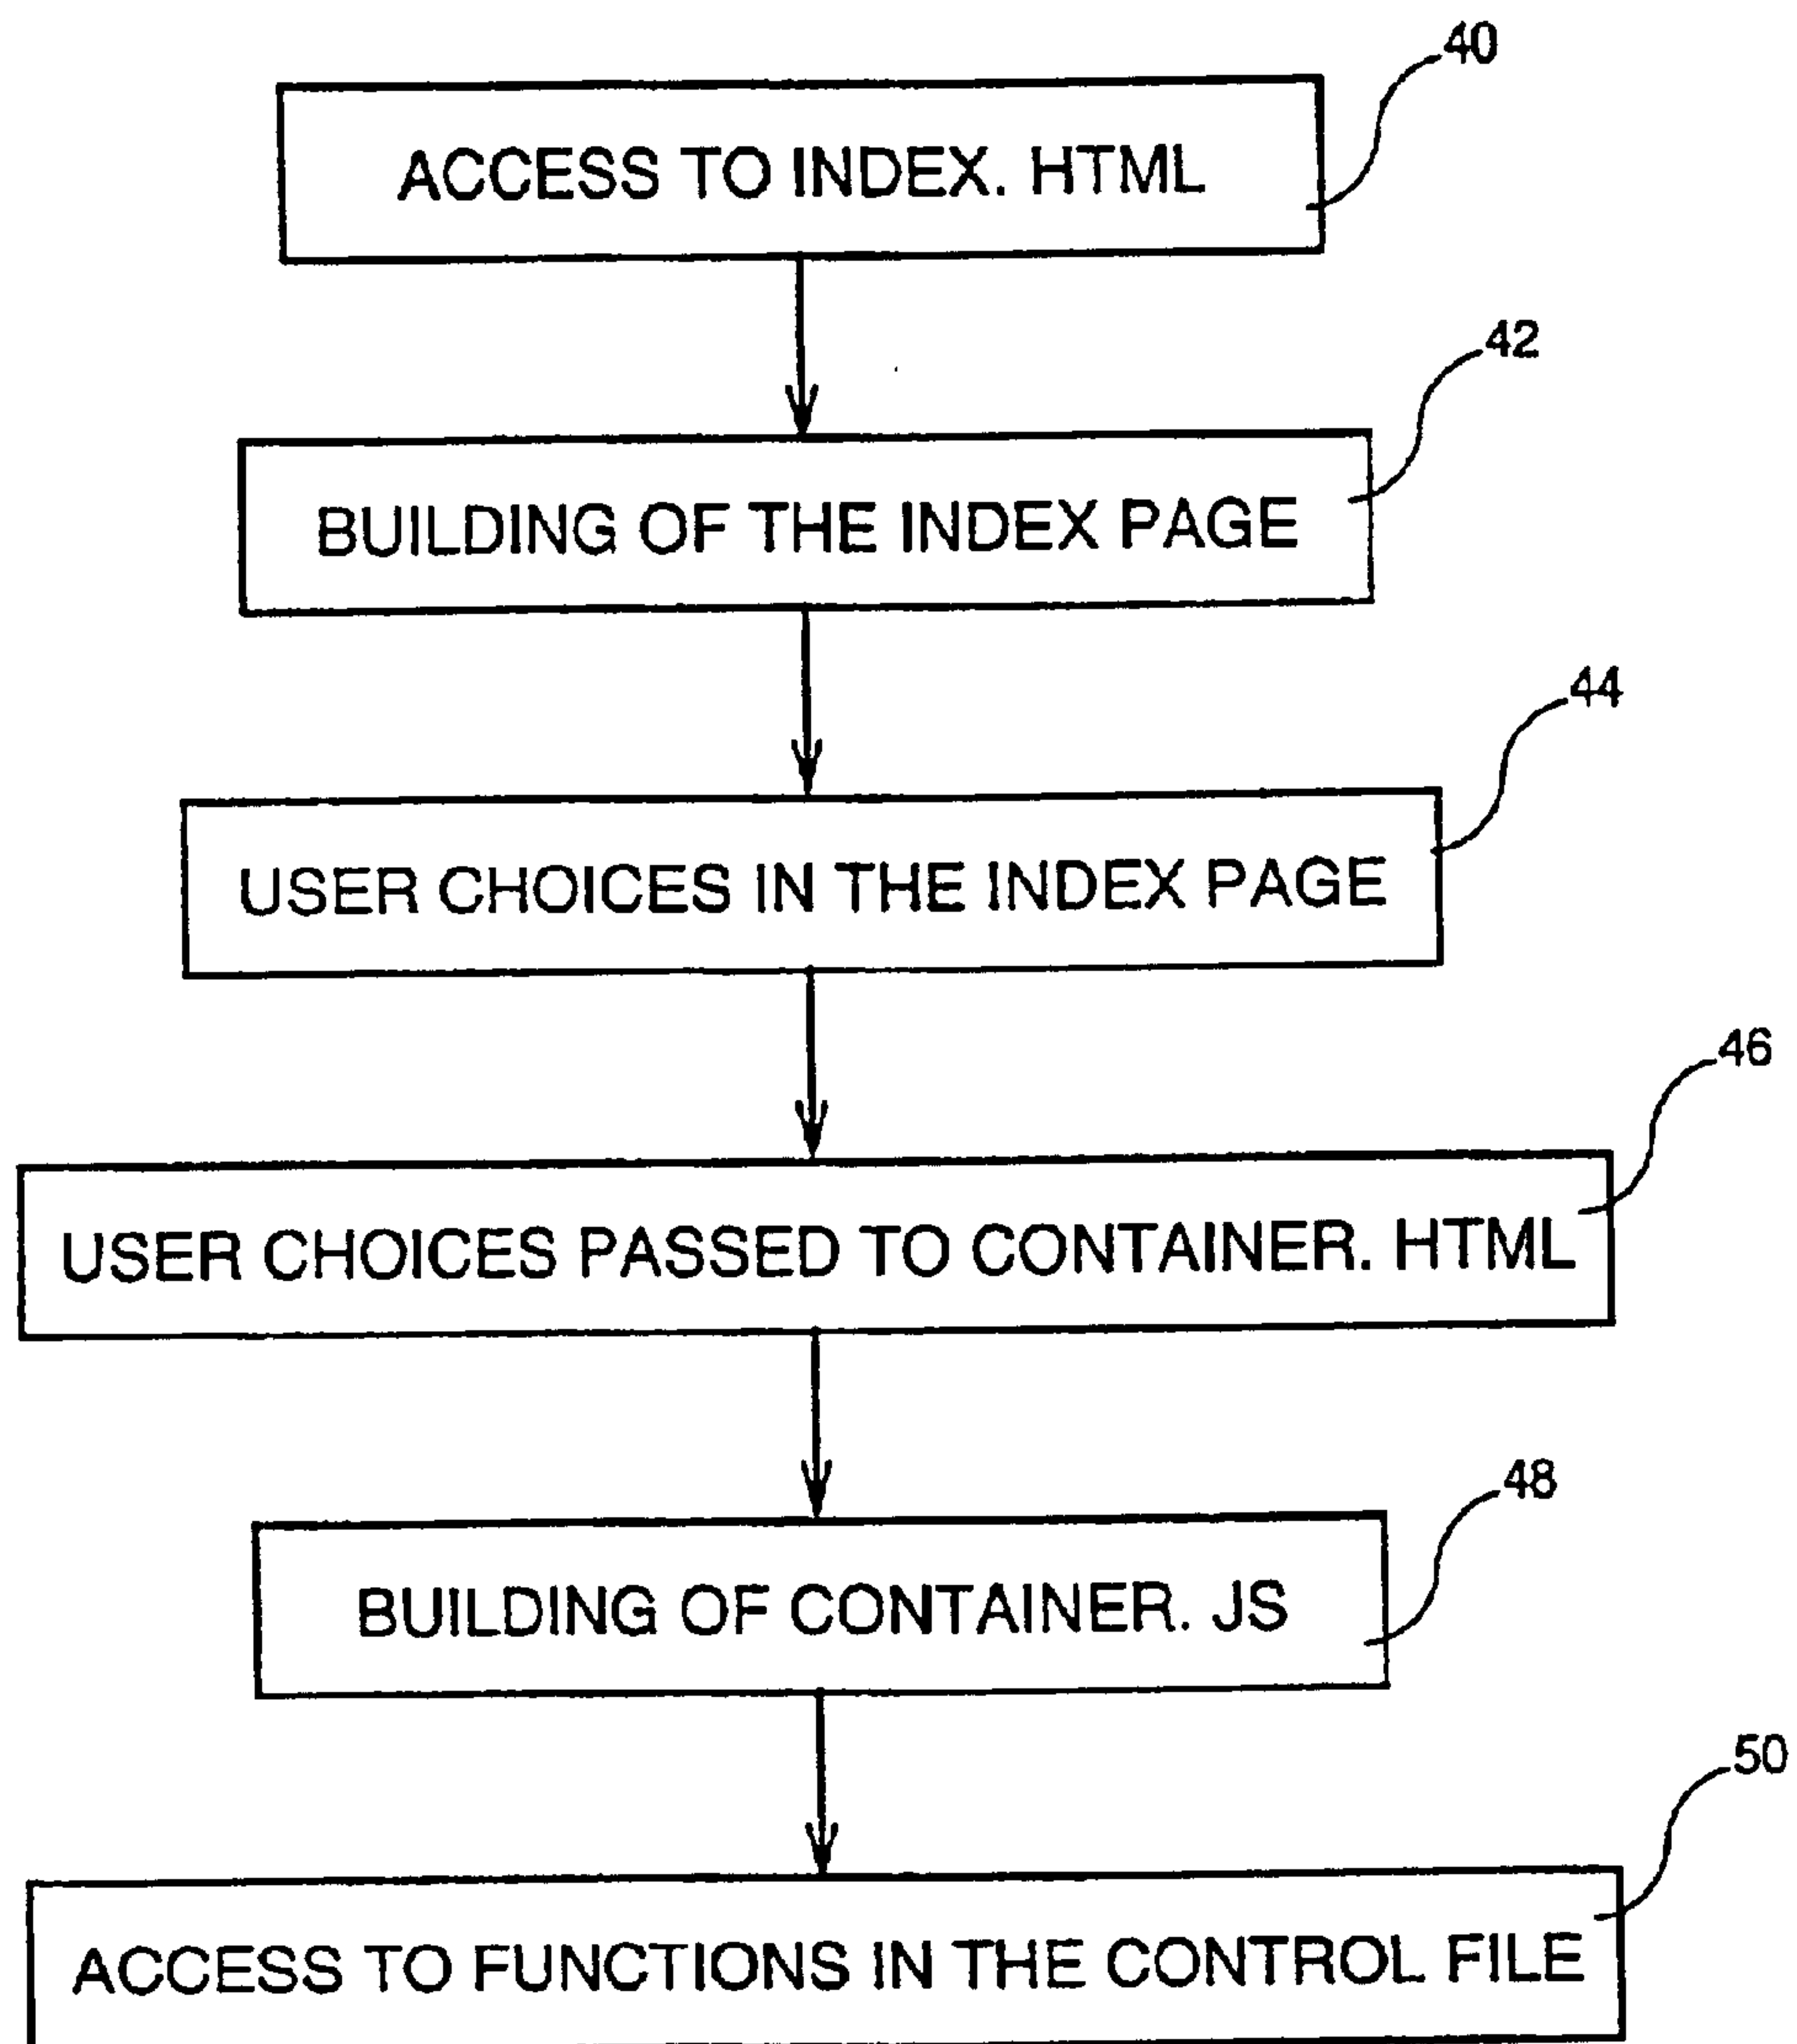 40
ACCESS TO INDEX. HTML
42
BUILDING OF THE INDEX PAGE
44
USER CHOICES IN THE INDEX PAGE
46
USER CHOICES PASSED TO CONTAINER. HTML
48
BUILDING OF CONTAINER. JS
50
ACCESS TO FUNCTIONS IN THE CONTROL FILE